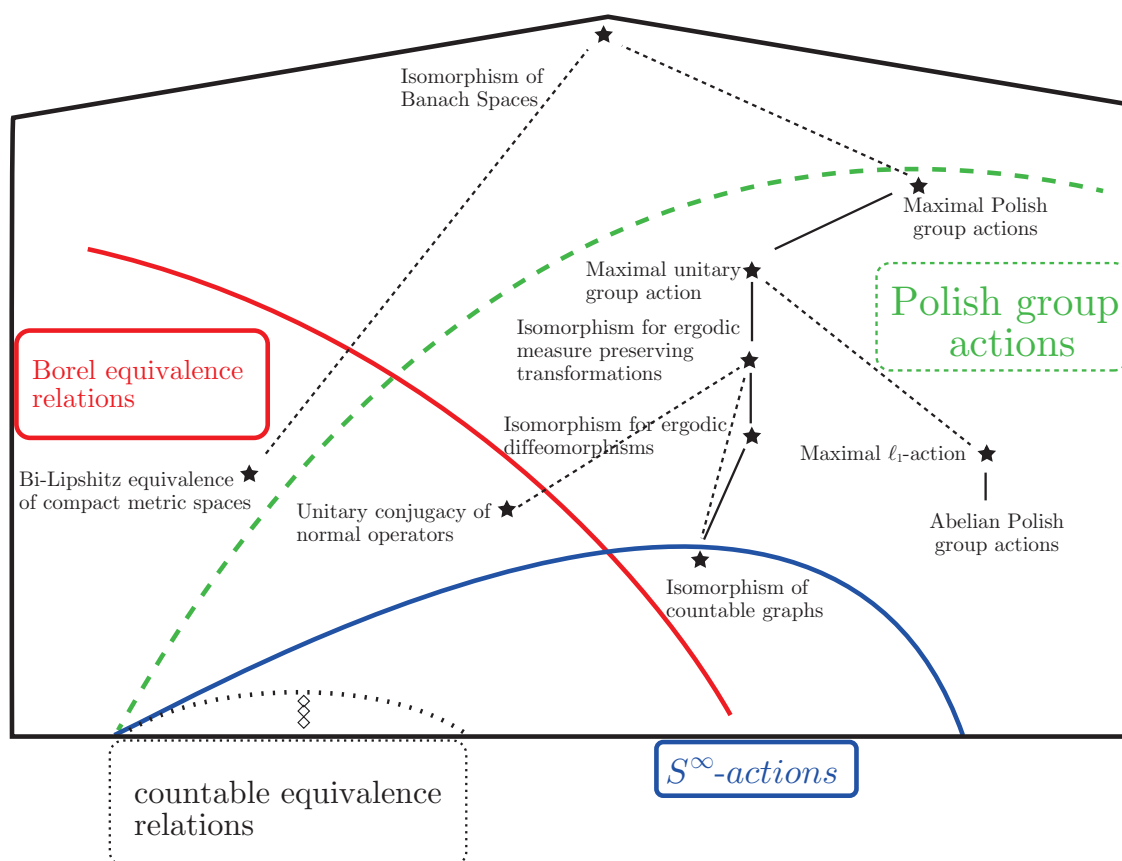 Isomorphism of
Banach Spaces
Maximal Polish
group actions
Maximal unitary
group action
Polish group
actions
Isomorphism for ergodic
measure preserving
transformations
Borel equivalence
relations
Isomorphism for ergodic
diffeomorphisms
Maximal ℓ₁-action
Bi-Lipshitz equivalence
of compact metric spaces
Unitary conjugacy of
normal operators
Abelian Polish
group actions
Isomorphism of
countable graphs
S^∞-actions
countable equivalence
relations